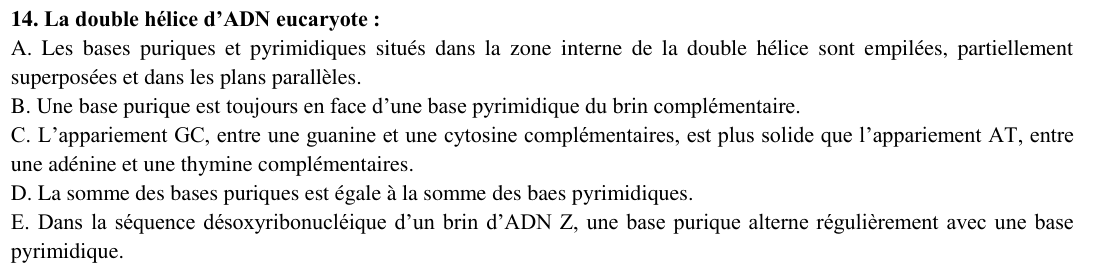 14. La double hélice d’ADN eucaryote :
A. Les bases puriques et pyrimidiques situés dans la zone interne de la double hélice sont empilées, partiellement
superposées et dans les plans parallèles.
B. Une base purique est toujours en face d’une base pyrimidique du brin complémentaire.
C. L’appariement GC, entre une guanine et une cytosine complémentaires, est plus solide que l’appariement AT, entre
une adénine et une thymine complémentaires.
D. La somme des bases puriques est égale à la somme des baes pyrimidiques.
E. Dans la séquence désoxyribonucléique d’un brin d’ADN Z, une base purique alterne régulièrement avec une base
pyrimidique.